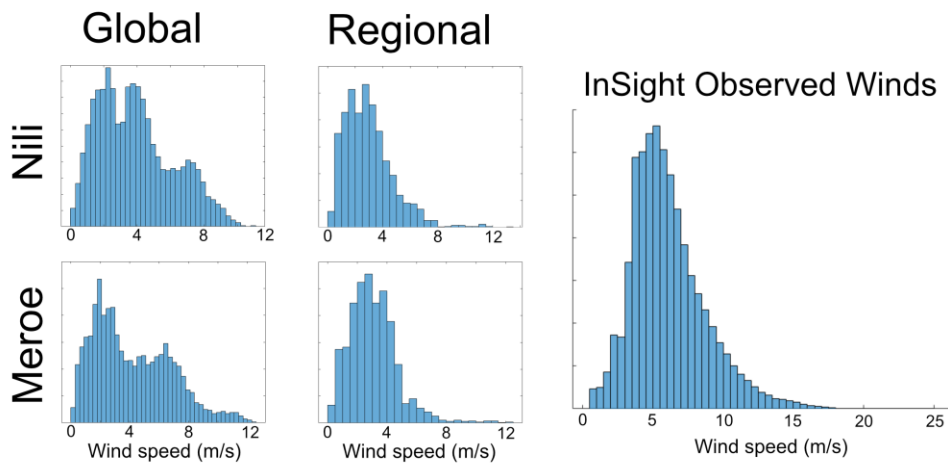 Global
Regional
InSight Observed Winds
Nili
0 4 8 12
0 4 8 12
Meroe
0 4 8 12
0 4 8 12
0 5 10 15 20 25
Wind speed (m/s)
Wind speed (m/s)
Wind speed (m/s)